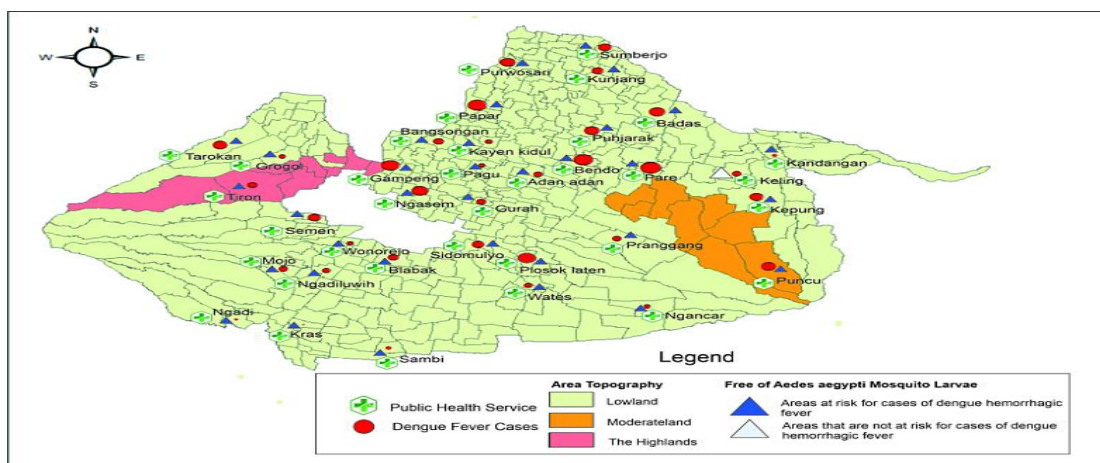 N
W E
S
Sumberjo
Purwosari
Kunjang
Papar
Badas
Bangsongan
Puhjarak
Kayen kidul
Tarokan
Grogol
Kandangan
Gampeng
Pagu
Bendo
Pare
Adan adan
Keling
Tiron
Ngasem
Gurah
Kepung
Semen
Pranggang
Wonorejo
Sidomulyo
Mojo
Blabak
Plosok laten
Puncu
Ngadiluwih
Wates
Ngadi
Ngancar
Kras
Sambi
Legend
Public Health Service
Dengue Fever Cases
Area Topography
Lowland
Moderateland
The Highlands
Free of Aedes aegypti Mosquito Larvae
Areas at risk for cases of dengue hemorrhagic
fever
Areas that are not at risk for cases of dengue
hemorrhagic fever